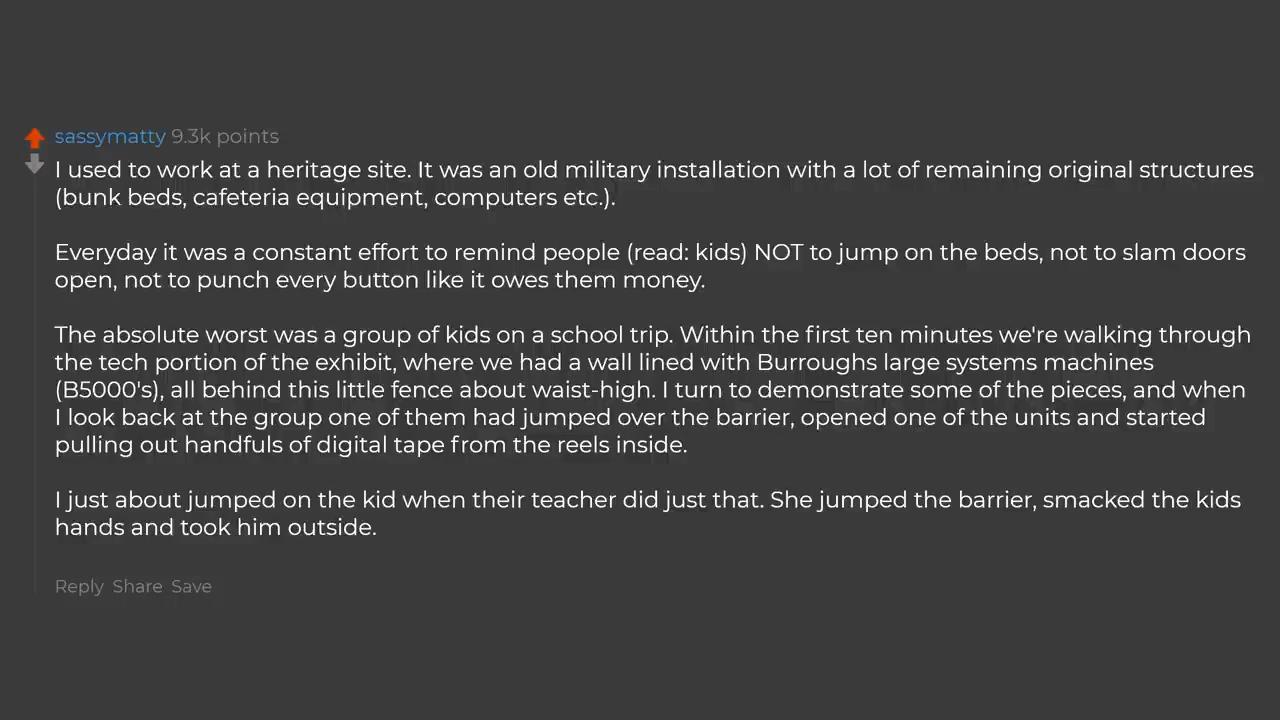 sassymatty 9.3k points
I used to work at a heritage site. It was an old military installation with a lot of remaining original structures
(bunk beds, cafeteria equipment, computers etc.).
Everyday it was a constant effort to remind people (read: kids) NOT to jump on the beds, not to slam doors
open, not to punch every button like it owes them money.
The absolute worst was a group of kids on a school trip. Within the first ten minutes we're walking through
the tech portion of the exhibit, where we had a wall lined with Burroughs large systems machines
(B5000's), all behind this little fence about waist-high. I turn to demonstrate some of the pieces, and when
I look back at the group one of them had jumped over the barrier, opened one of the units and started
pulling out handfuls of digital tape from the reels inside.
I just about jumped on the kid when their teacher did just that. She jumped the barrier, smacked the kids
hands and took him outside.
Reply Share Save